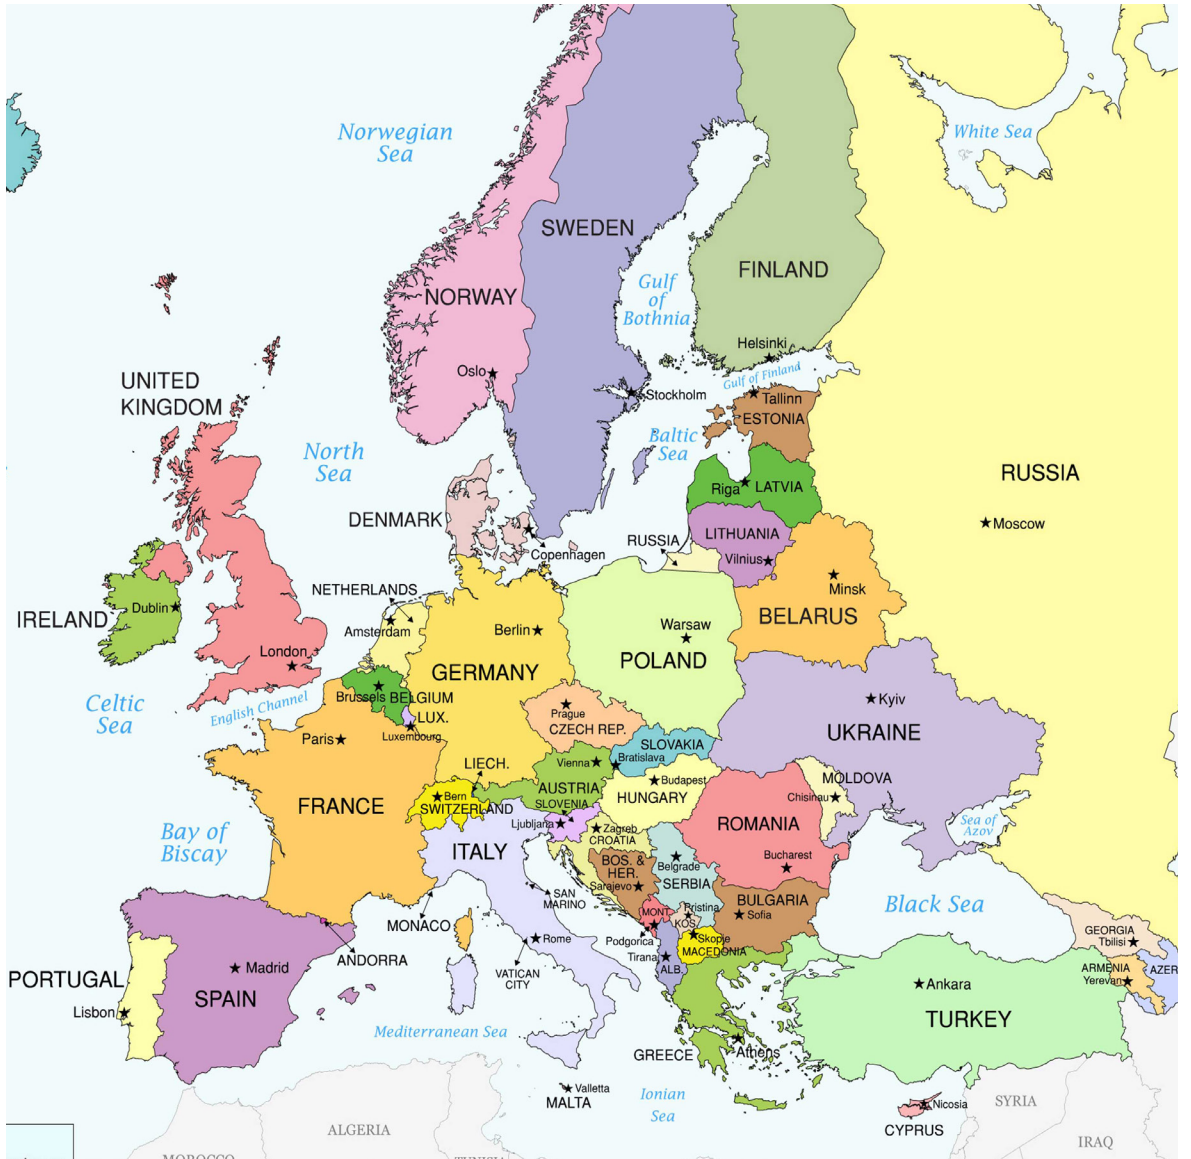 Norwegian
Sea
White Sea
SWEDEN
FINLAND
Gulf
of
Bothnia
NORWAY
Helsinki
Gulf of Finland
Oslo
Stockholm
Tallinn
ESTONIA
UNITED
KINGDOM
North
Sea
Baltic
Sea
RUSSIA
Riga
LATVIA
Moscow
DENMARK
LITHUANIA
RUSSIA
Copenhagen
Vilnius
NETHERLANDS
Minsk
Dublin
IRELAND
Amsterdam
Berlin
Warsaw
BELARUS
London
GERMANY
POLAND
Celtic
Sea
English Channel
Brussels
BELGIUM
Kyiv
LUX.
Luxembourg
Prague
CZECH REP.
UKRAINE
Paris
SLOVAKIA
Bratislava
Vienna
LIECH.
AUSTRIA
Budapest
MOLDOVA
Chisinau
Bern
SWITZERLAND
HUNGARY
FRANCE
SLOVENIA
Ljubljana
Zagreb
CROATIA
ROMANIA
Sea of
Azov
Bay of
Biscay
ITALY
BOS. &
HER.
Sarajevo
Belgrade
SERBIA
Bucharest
SAN
MARINO
MONACO
BULGARIA
Sofia
Black Sea
Pristina
MONT.
KOS.
Podgorica
Skopje
MACEDONIA
Tirana
ALB.
Rome
VATICAN
CITY
ANDORRA
GEORGIA
Tbilisi
ARMENIA
Yerevan
AZER
PORTUGAL
Lisbon
Madrid
SPAIN
Ankara
TURKEY
Mediterranean Sea
GREECE
Athens
Valletta
MALTA
Ionian
Sea
Nicosia
CYPRUS
SYRIA
IRAQ
ALGERIA
MOROCCO
TUNISIA